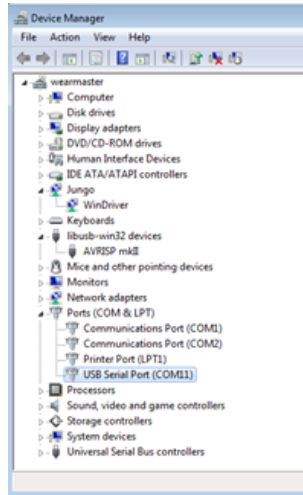 Device Manager
File Action View Help
wearmaster
Computer
Disk drives
Display adapters
DVD/CD-ROM drives
Human Interface Devices
IDE ATA/ATAPI controllers
Jungo
WinDriver
Keyboards
libusb-win32 devices
AVRISP mkII
Mice and other pointing devices
Monitors
Network adapters
Ports (COM & LPT)
Communications Port (COM1)
Communications Port (COM2)
Printer Port (LPT1)
USB Serial Port (COM11)
Processors
Sound, video and game controllers
Storage controllers
System devices
Universal Serial Bus controllers